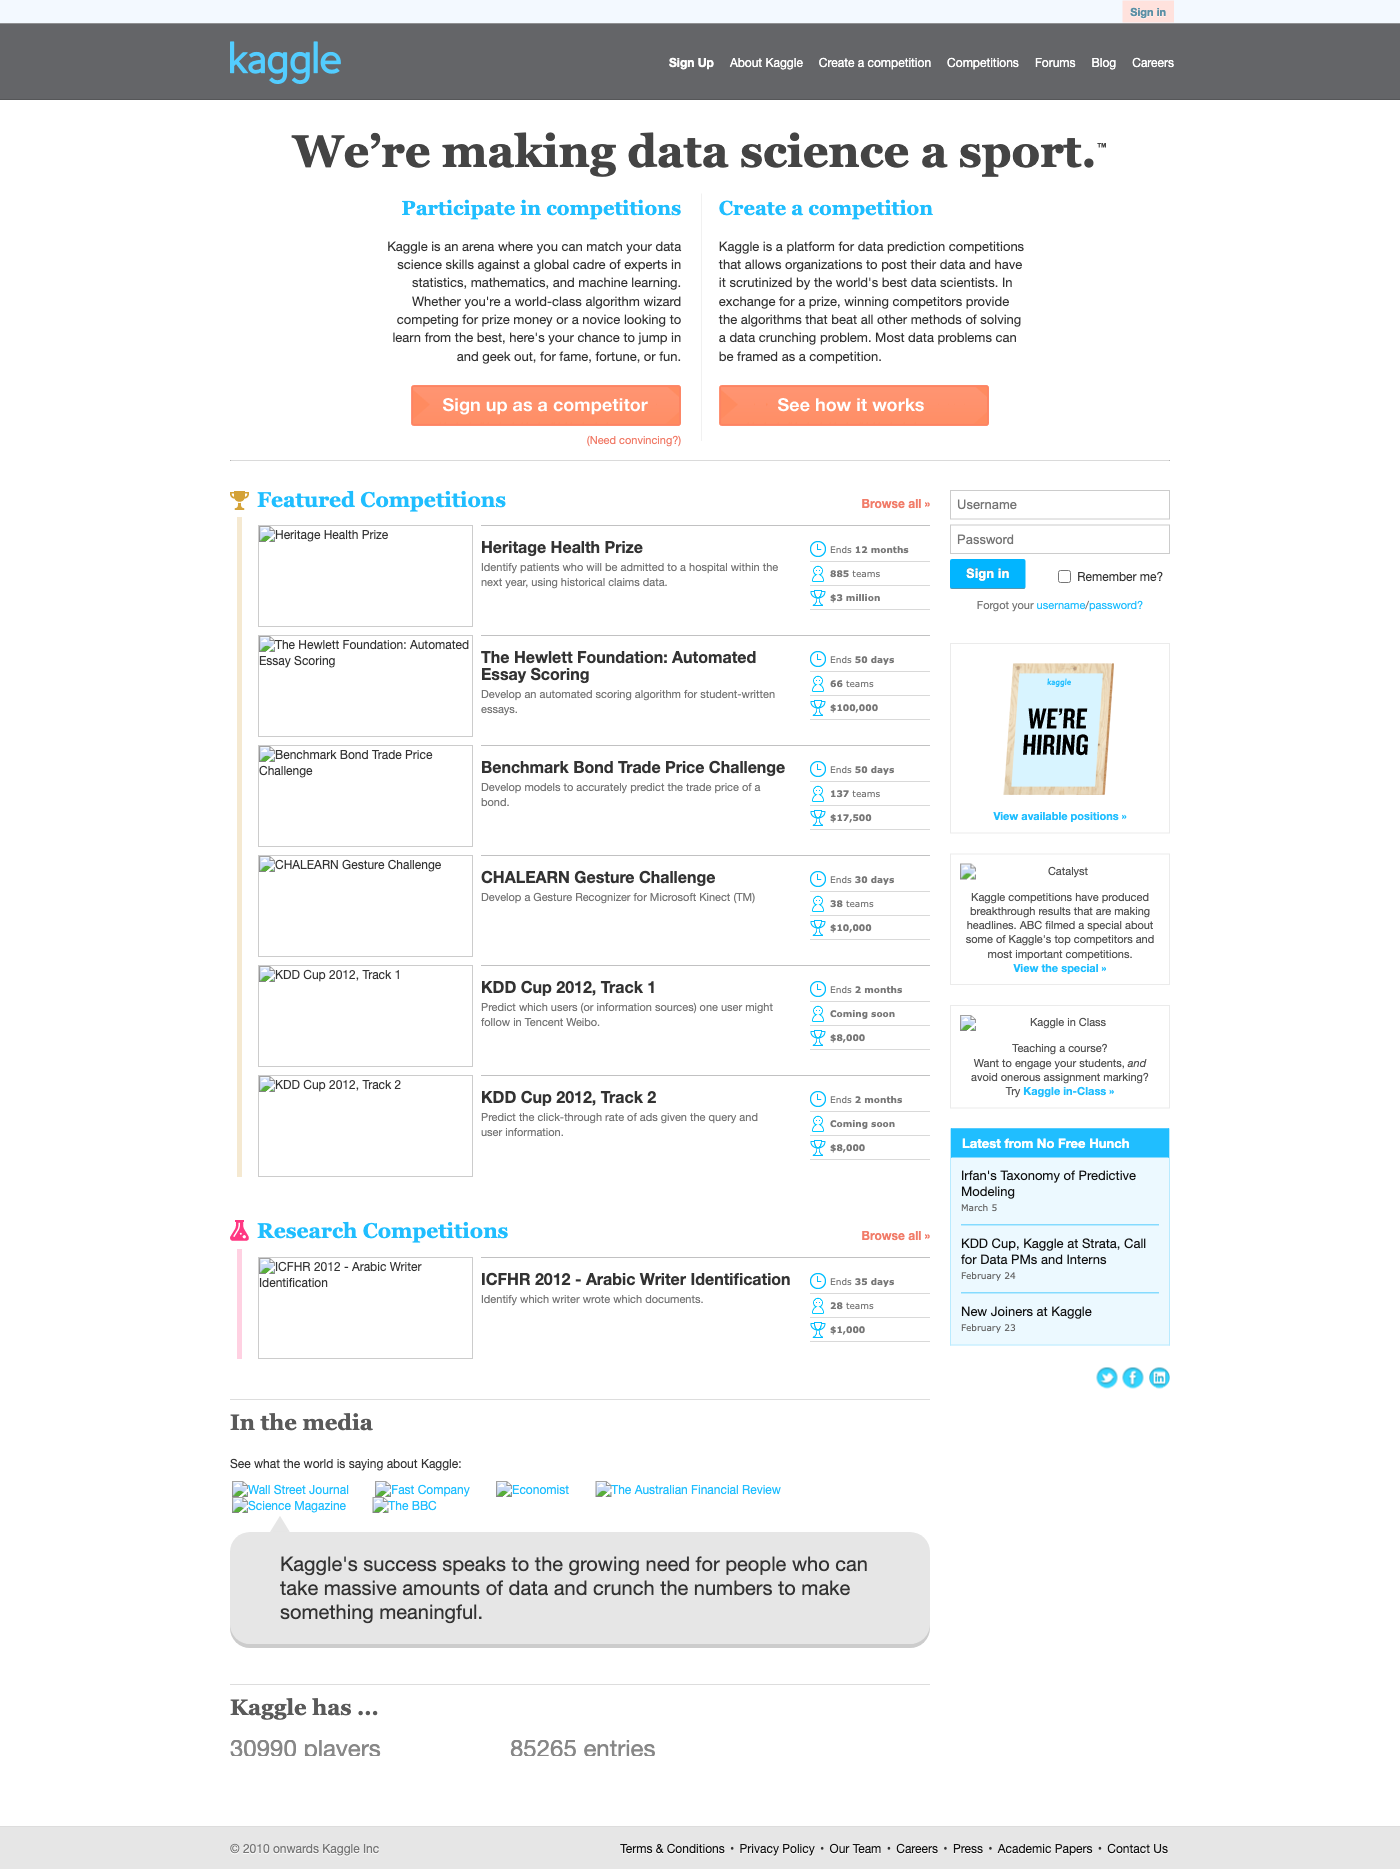 Sign in
kaggle
Sign Up About Kaggle Create a competition Competitions Forums Blog Careers
We're making data science a sport.™
Participate in competitions
Kaggle is an arena where you can match your data
science skills against a global cadre of experts in
statistics, mathematics, and machine learning.
Whether you're a world-class algorithm wizard
competing for prize money or a novice looking to
learn from the best, here's your chance to jump in
and geek out, for fame, fortune, or fun.
Sign up as a competitor
(Need convincing?)
Create a competition
Kaggle is a platform for data prediction competitions
that allows organizations to post their data and have
it scrutinized by the world's best data scientists. In
exchange for a prize, winning competitors provide
the algorithms that beat all other methods of solving
a data crunching problem. Most data problems can
be framed as a competition.
See how it works
Featured Competitions
Browse all »
Heritage Health Prize
Heritage Health Prize
Identify patients who will be admitted to a hospital within the
next year, using historical claims data.
Ends 12 months
885 teams
$3 million
The Hewlett Foundation: Automated
Essay Scoring
The Hewlett Foundation: Automated
Essay Scoring
Develop an automated scoring algorithm for student-written
essays.
Ends 50 days
66 teams
$100,000
Benchmark Bond Trade Price
Challenge
Benchmark Bond Trade Price Challenge
Develop models to accurately predict the trade price of a
bond.
Ends 50 days
137 teams
$17,500
CHALEARN Gesture Challenge
CHALEARN Gesture Challenge
Develop a Gesture Recognizer for Microsoft Kinect (TM)
Ends 30 days
38 teams
$10,000
KDD Cup 2012, Track 1
KDD Cup 2012, Track 1
Predict which users (or information sources) one user might
follow in Tencent Weibo.
Ends 2 months
Coming soon
$8,000
KDD Cup 2012, Track 2
KDD Cup 2012, Track 2
Predict the click-through rate of ads given the query and
user information.
Ends 2 months
Coming soon
$8,000
Research Competitions
Browse all »
ICFHR 2012 - Arabic Writer
Identification
ICFHR 2012 - Arabic Writer Identification
Identify which writer wrote which documents.
Ends 35 days
28 teams
$1,000
In the media
See what the world is saying about Kaggle:
Wall Street Journal Fast Company Economist The Australian Financial Review
Science Magazine The BBC
Kaggle's success speaks to the growing need for people who can
take massive amounts of data and crunch the numbers to make
something meaningful.
Kaggle has ...
30990 players 85265 entries
Username
Password
Sign in Remember me?
Forgot your username/password?
kaggle
WE'RE
HIRING
View available positions »
Catalyst
Kaggle competitions have produced
breakthrough results that are making
headlines. ABC filmed a special about
some of Kaggle's top competitors and
most important competitions.
View the special »
Kaggle in Class
Teaching a course?
Want to engage your students, and
avoid onerous assignment marking?
Try Kaggle in-Class »
Latest from No Free Hunch
Irfan's Taxonomy of Predictive
Modeling
March 5
KDD Cup, Kaggle at Strata, Call
for Data PMs and Interns
February 24
New Joiners at Kaggle
February 23
© 2010 onwards Kaggle Inc
Terms & Conditions • Privacy Policy • Our Team • Careers • Press • Academic Papers • Contact Us